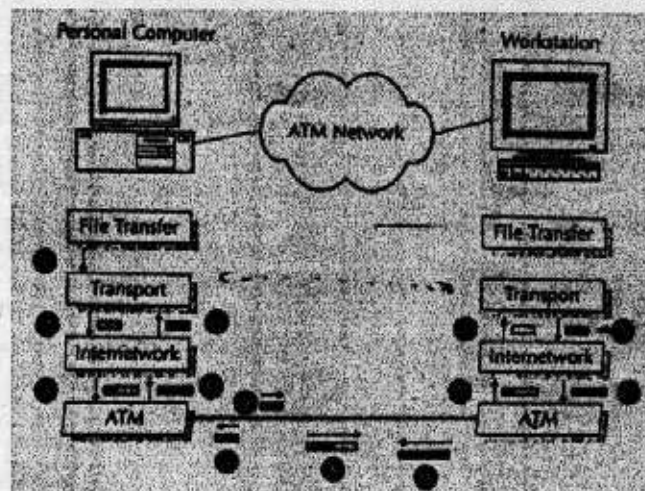 Personal Computer
Workstation
ATM Network
File Transfer
File Transfer
Transport
Transport
Internetwork
Internetwork
ATM
ATM